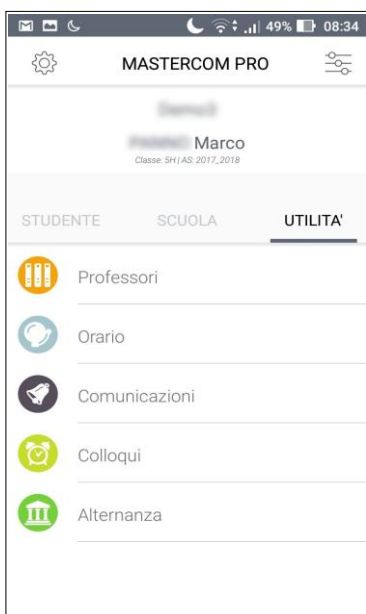 49% 08:34
MASTERCOM PRO
Marco
Classe: 5H | AS: 2017_2018
STUDENTE SCUOLA UTILITA'
Professori
Orario
Comunicazioni
Colloqui
Alternanza